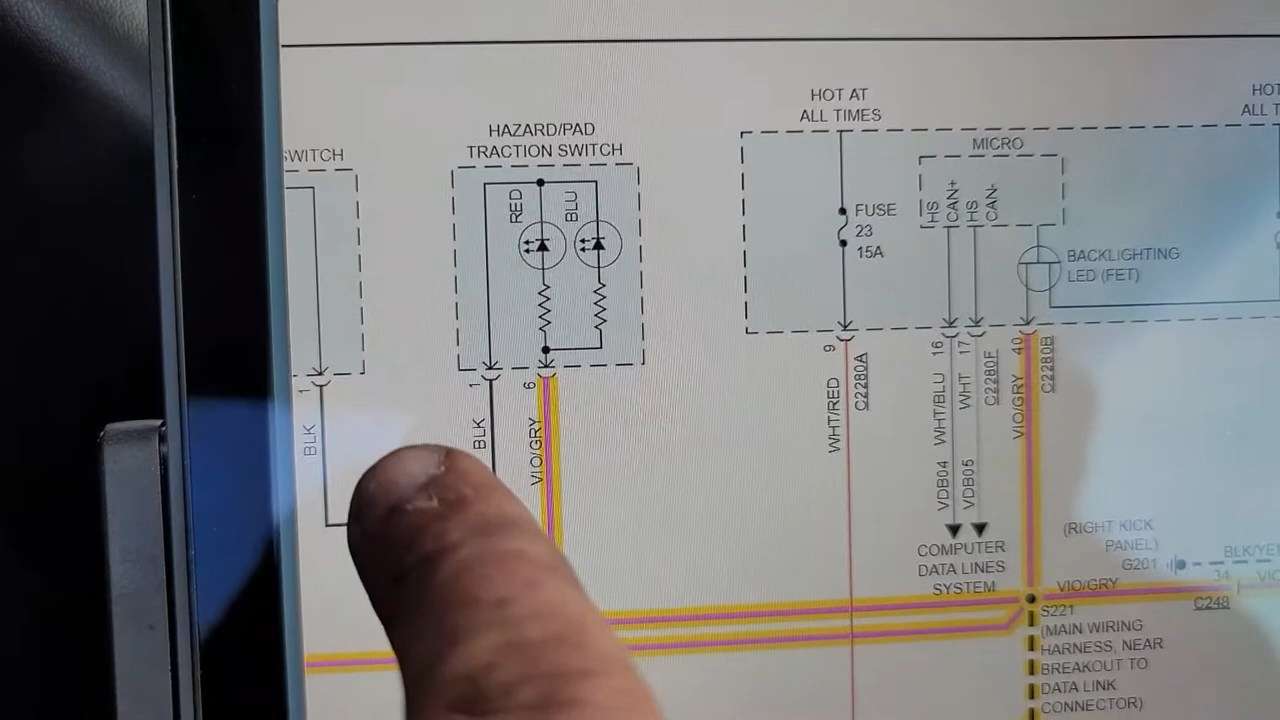 HOT AT
ALL TIMES
HOT
ALL T
HAZARD/PAD
TRACTION SWITCH
SWITCH
MICRO
RED
BLU
HS
CAN+
HS
CAN-
FUSE
23
15A
BACKLIGHTING
LED (FET)
1
BLK
1
BLK
6
VIO/GRY
9
WHT/RED
C2280A
16
WHT/BLU
VDB04
17
WHT
VDB05
C2280F
40
VIO/GRY
C2280B
COMPUTER
DATA LINES
SYSTEM
(RIGHT KICK
PANEL)
G201
BLK/YE
34
VIO
VIO/GRY
C248
S221
(MAIN WIRING
HARNESS, NEAR
BREAKOUT TO
DATA LINK
CONNECTOR)